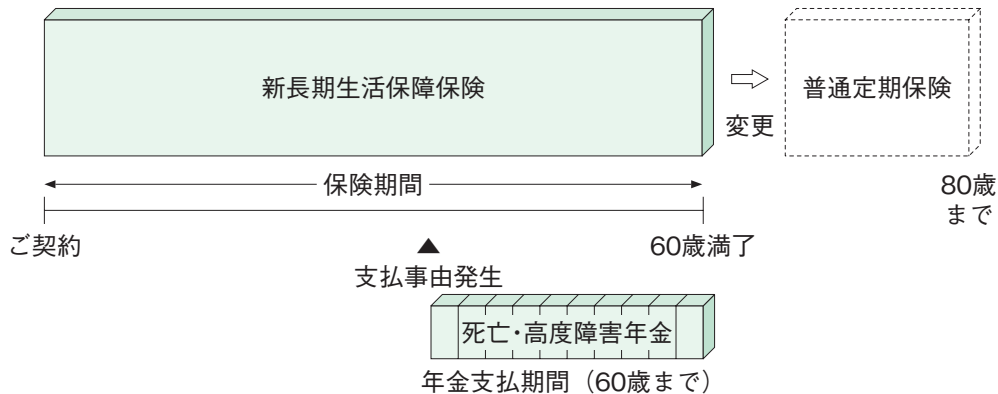 新長期生活保障保険
変更
普通定期保険
保険期間
80歳
まで
ご契約
60歳満了
支払事由発生
死亡・高度障害年金
年金支払期間（60歳まで）